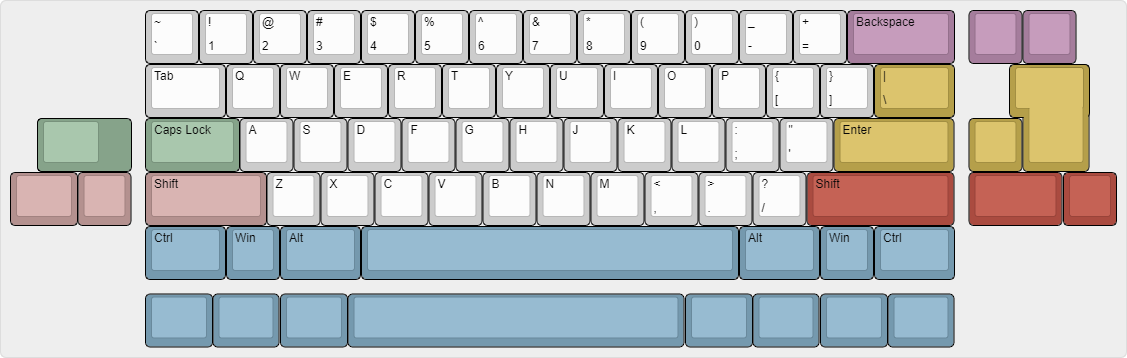 ~ ! @ # $ % ^ & * ( ) _ + Backspace
` 1 2 3 4 5 6 7 8 9 0 - =
Tab Q W E R T Y U I O P { } |
[ ] \
Caps Lock A S D F G H J K L : " Enter
; '
Shift Z X C V B N M < > ? Shift
, . /
Ctrl Win Alt Alt Win Ctrl